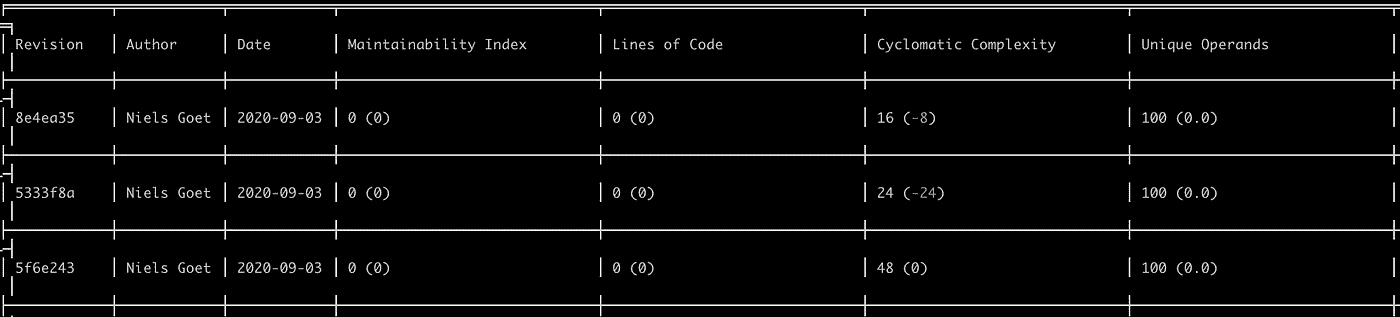 Revision Author Date Maintainability Index Lines of Code Cyclomatic Complexity Unique Operands
8e4ea35 Niels Goet 2020-09-03 0 (0) 0 (0) 16 (-8) 100 (0.0)
5333f8a Niels Goet 2020-09-03 0 (0) 0 (0) 24 (-24) 100 (0.0)
5f6e243 Niels Goet 2020-09-03 0 (0) 0 (0) 48 (0) 100 (0.0)